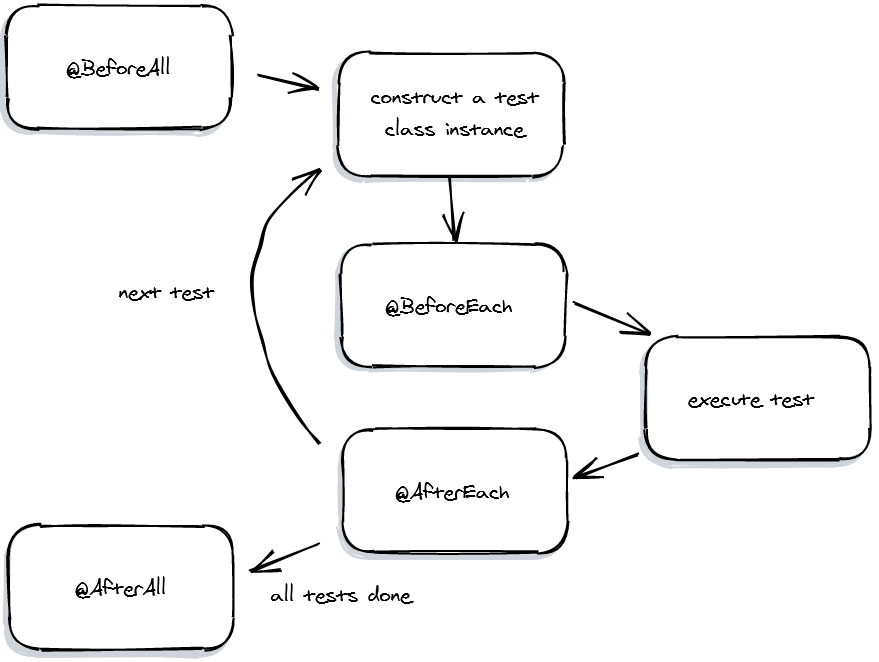 @BeforeAll
construct a test
class instance
@BeforeEach
next test
execute test
@AfterEach
@AfterAll
all tests done